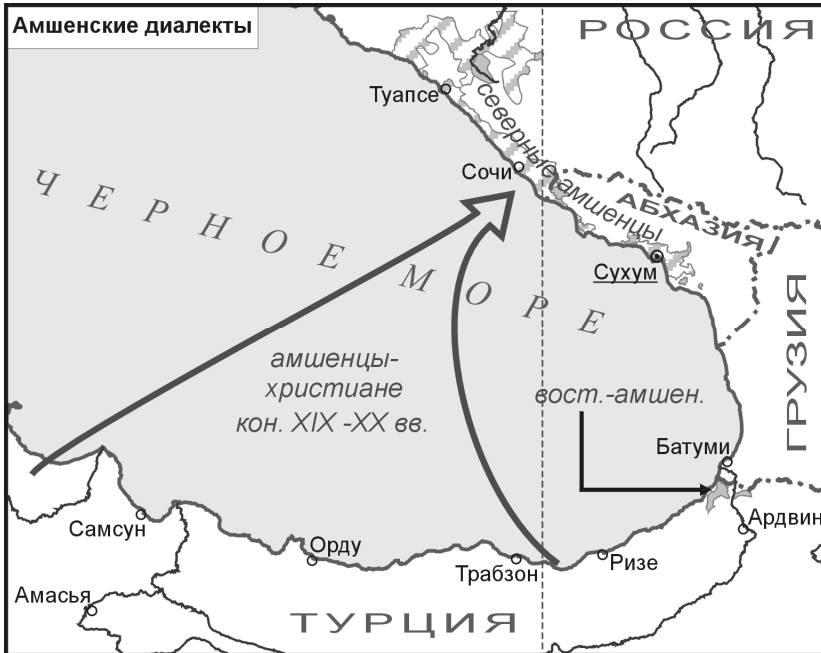 Амшенские диалекты
РОССИЯ
Туапсе
северные амшенцы
Сочи
АБХАЗИЯ
ЧЕРНОЕ МОРЕ
Сухум
ГРУЗИЯ
амшенцы-
христиане
кон. XIX -XX вв.
вост.-амшен.
Батуми
Самсун
Ардвин
Орду
Трабзон
Ризе
Амасья
ТУРЦИЯ